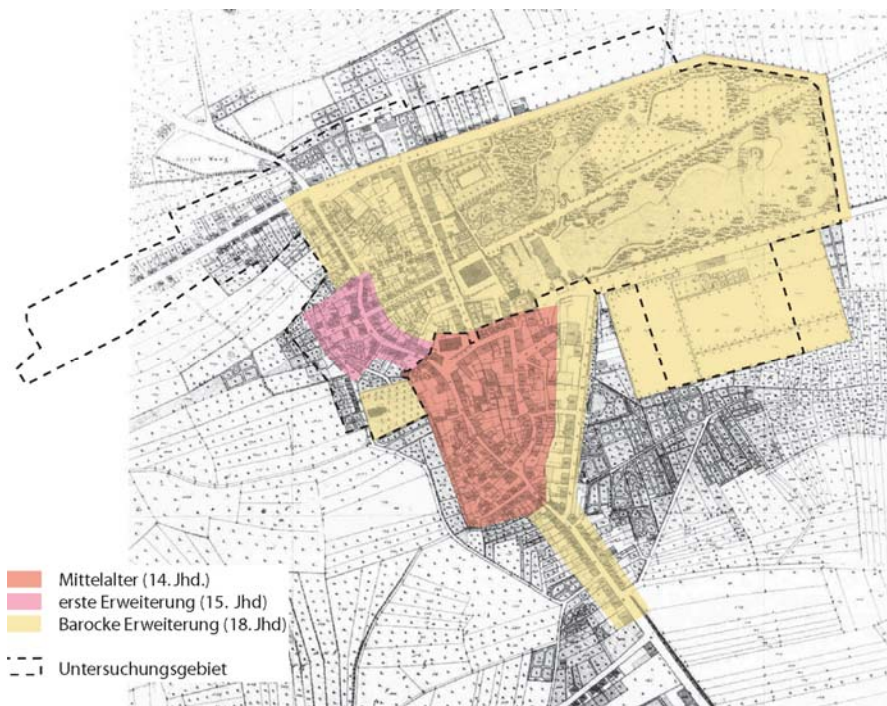 Mittelalter (14. Jhd.)
erste Erweiterung (15. Jhd)
Barocke Erweiterung (18. Jhd)
Untersuchungsgebiet